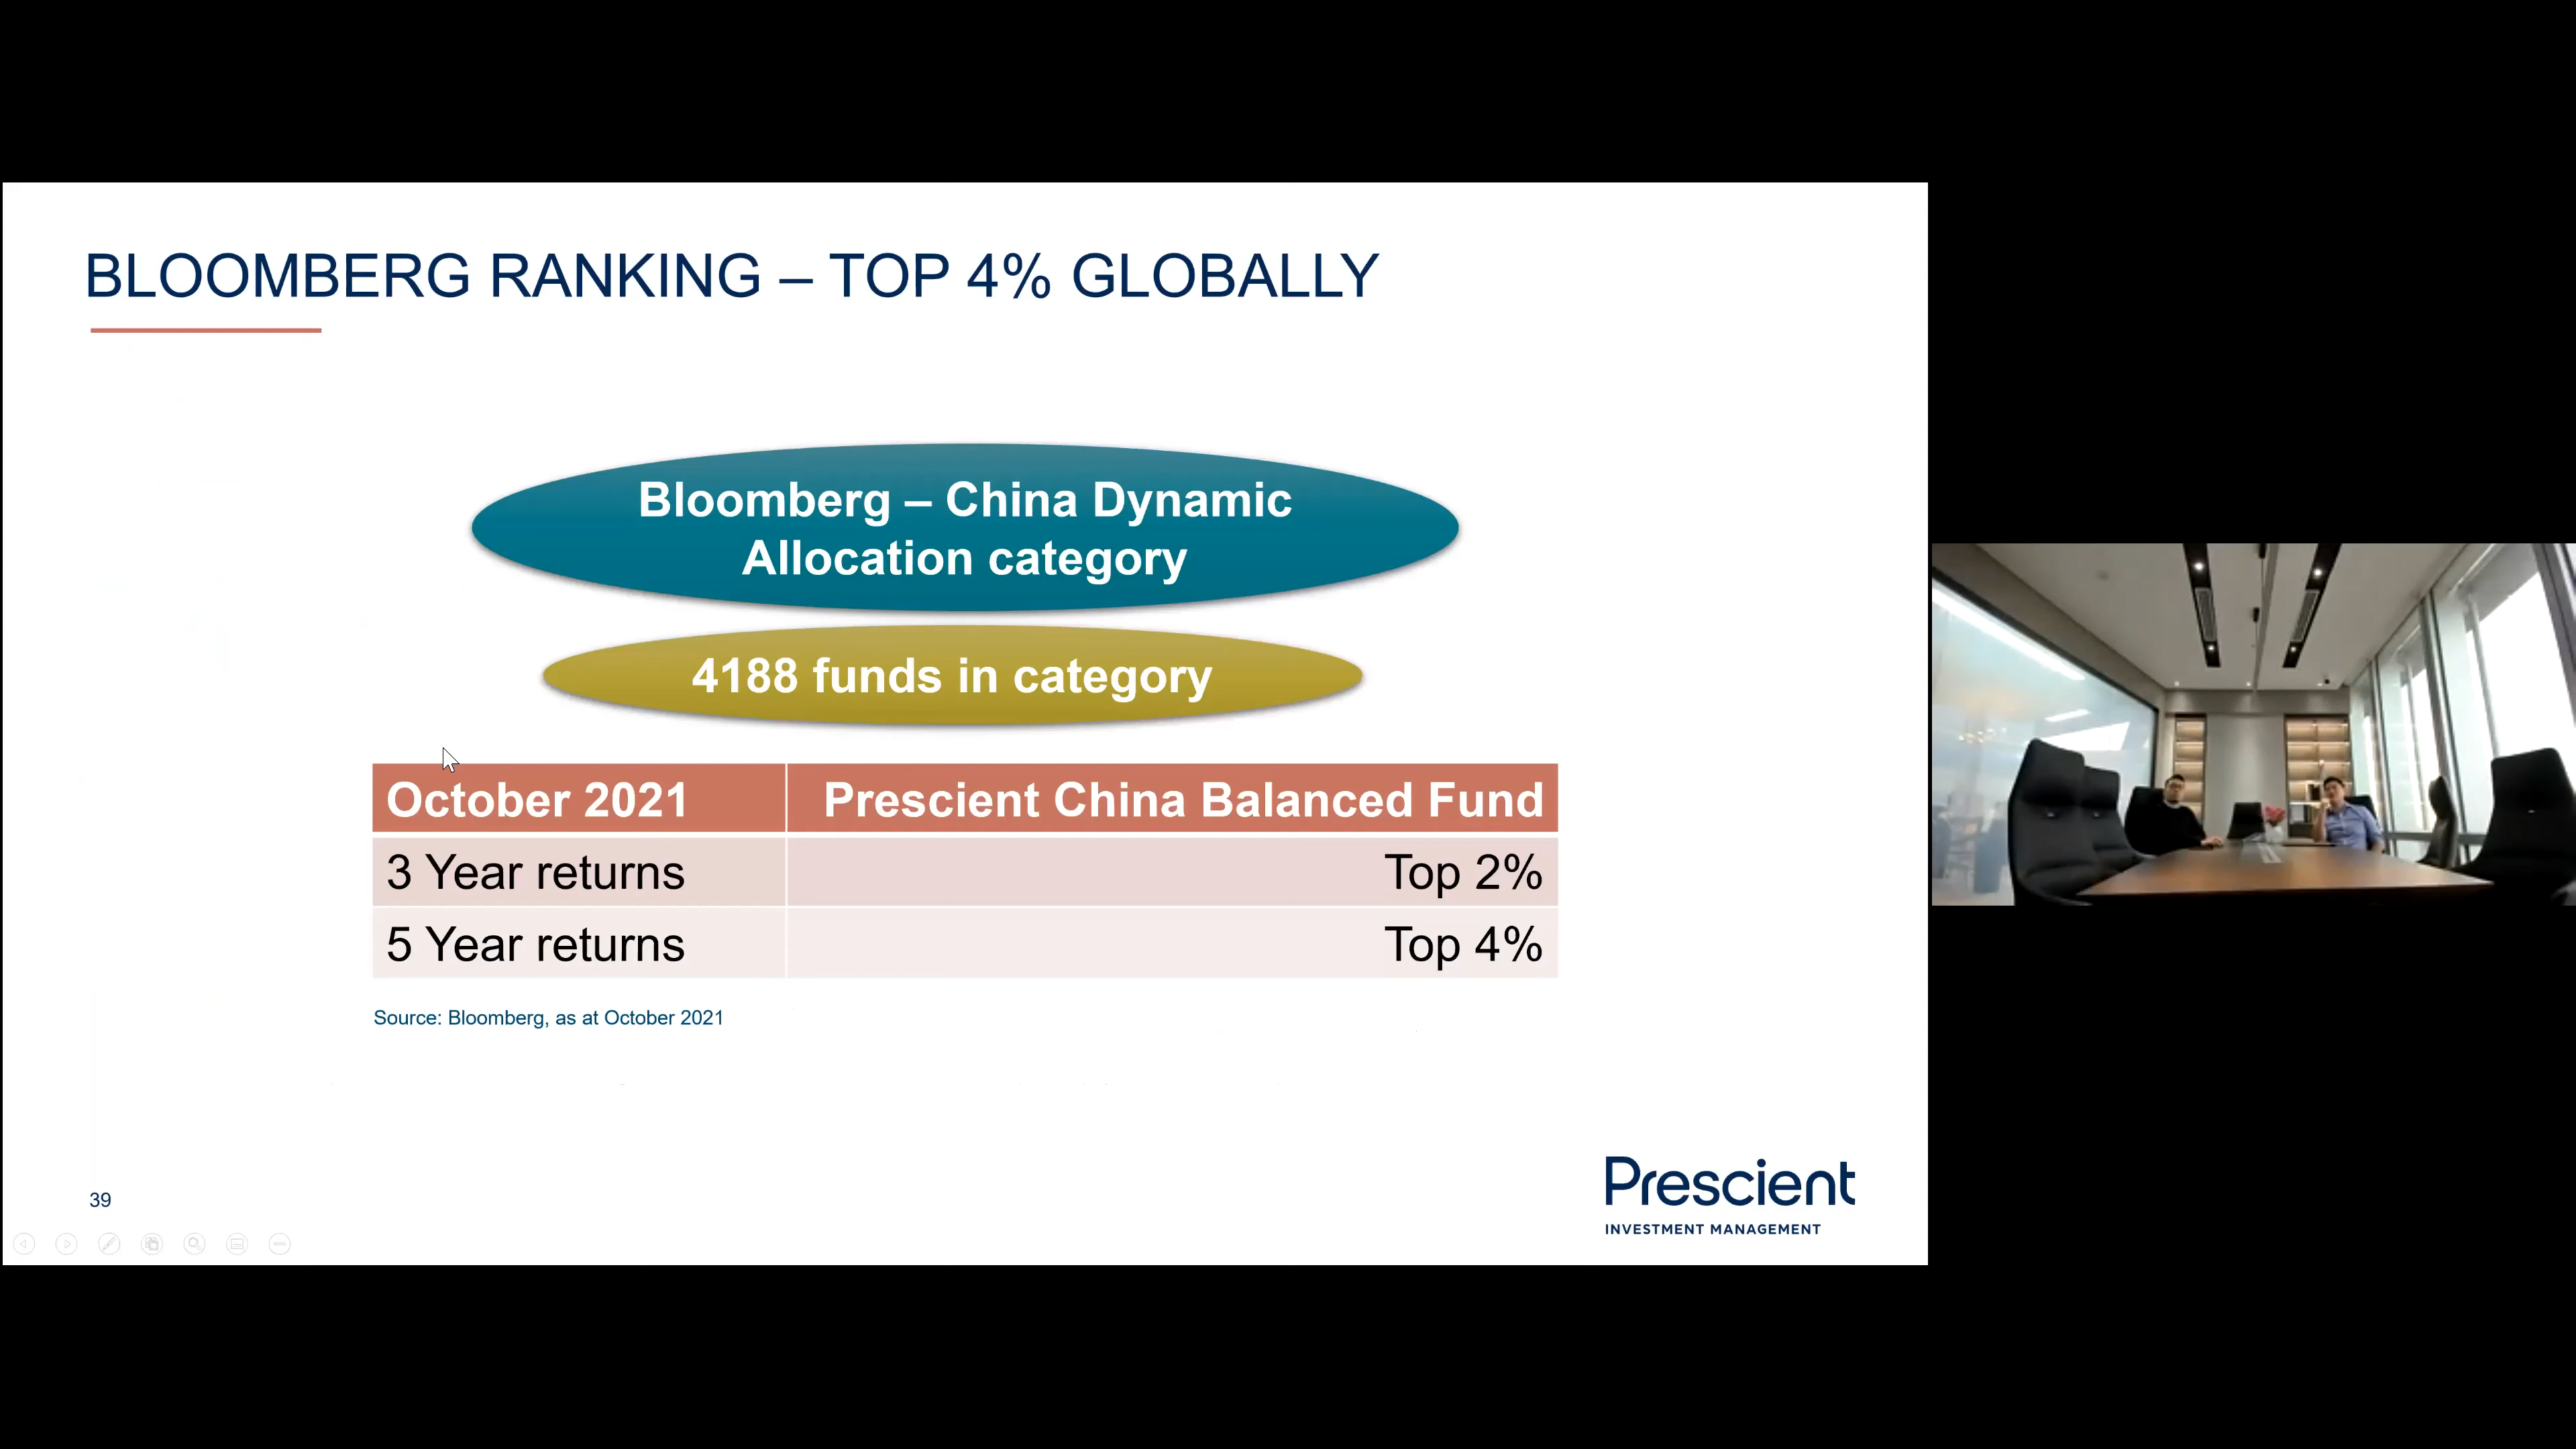 BLOOMBERG RANKING – TOP 4% GLOBALLY
Bloomberg – China Dynamic
Allocation category
4188 funds in category
October 2021 Prescient China Balanced Fund
3 Year returns Top 2%
5 Year returns Top 4%
Source: Bloomberg, as at October 2021
39
Prescient
INVESTMENT MANAGEMENT